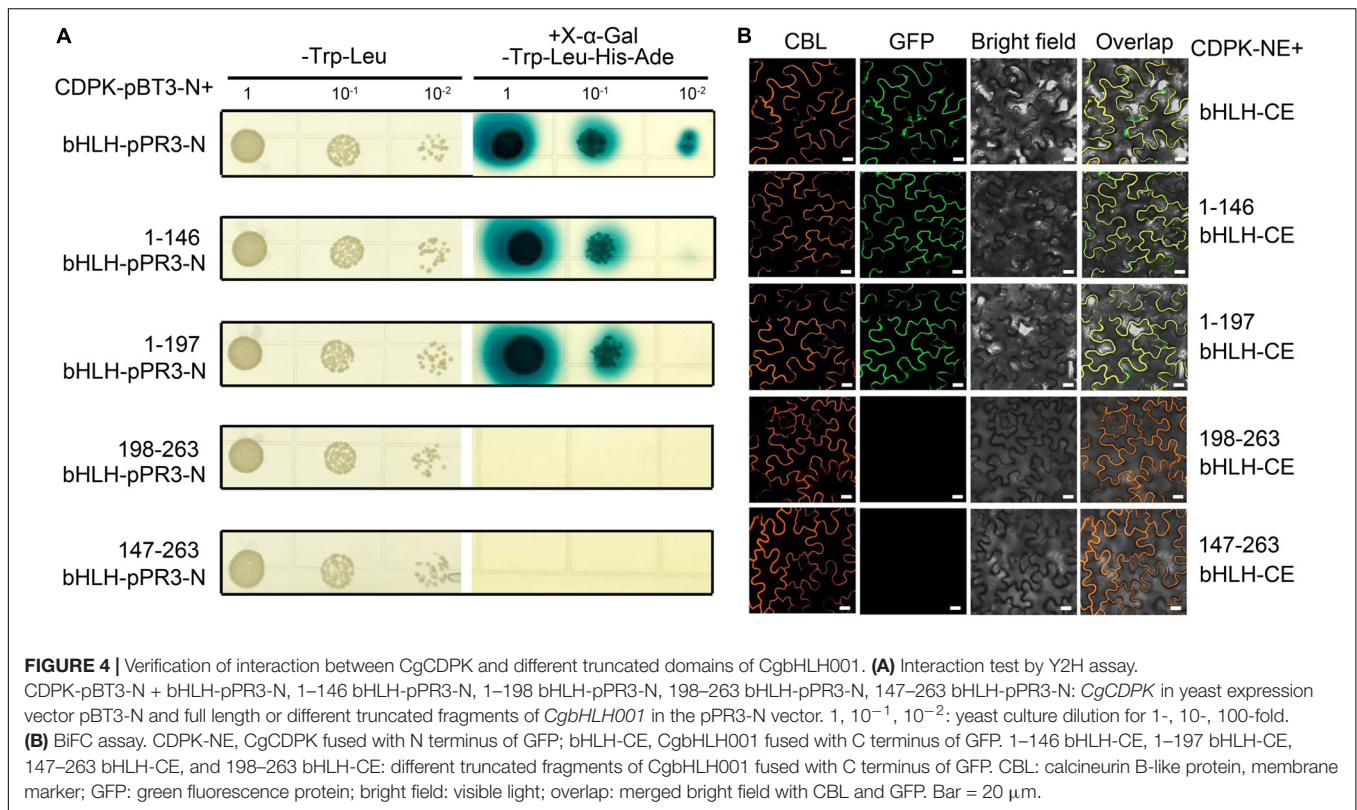 A
-Trp-Leu
+X-α-Gal
-Trp-Leu-His-Ade
CDPK-pBT3-N+
1
10⁻¹
10⁻²
1
10⁻¹
10⁻²
bHLH-pPR3-N
1-146
bHLH-pPR3-N
1-197
bHLH-pPR3-N
198-263
bHLH-pPR3-N
147-263
bHLH-pPR3-N
B
CBL
GFP
Bright field
Overlap
CDPK-NE+
bHLH-CE
1-146
bHLH-CE
1-197
bHLH-CE
198-263
bHLH-CE
147-263
bHLH-CE
FIGURE 4 | Verification of interaction between CgCDPK and different truncated domains of CgbHLH001. (A) Interaction test by Y2H assay.
CDPK-pBT3-N + bHLH-pPR3-N, 1–146 bHLH-pPR3-N, 1–198 bHLH-pPR3-N, 198–263 bHLH-pPR3-N, 147–263 bHLH-pPR3-N: CgCDPK in yeast expression
vector pBT3-N and full length or different truncated fragments of CgbHLH001 in the pPR3-N vector. 1, 10⁻¹, 10⁻²: yeast culture dilution for 1-, 10-, 100-fold.
(B) BiFC assay. CDPK-NE, CgCDPK fused with N terminus of GFP; bHLH-CE, CgbHLH001 fused with C terminus of GFP. 1–146 bHLH-CE, 1–197 bHLH-CE,
147–263 bHLH-CE, and 198–263 bHLH-CE: different truncated fragments of CgbHLH001 fused with C terminus of GFP. CBL: calcineurin B-like protein, membrane
marker; GFP: green fluorescence protein; bright field: visible light; overlap: merged bright field with CBL and GFP. Bar = 20 μm.